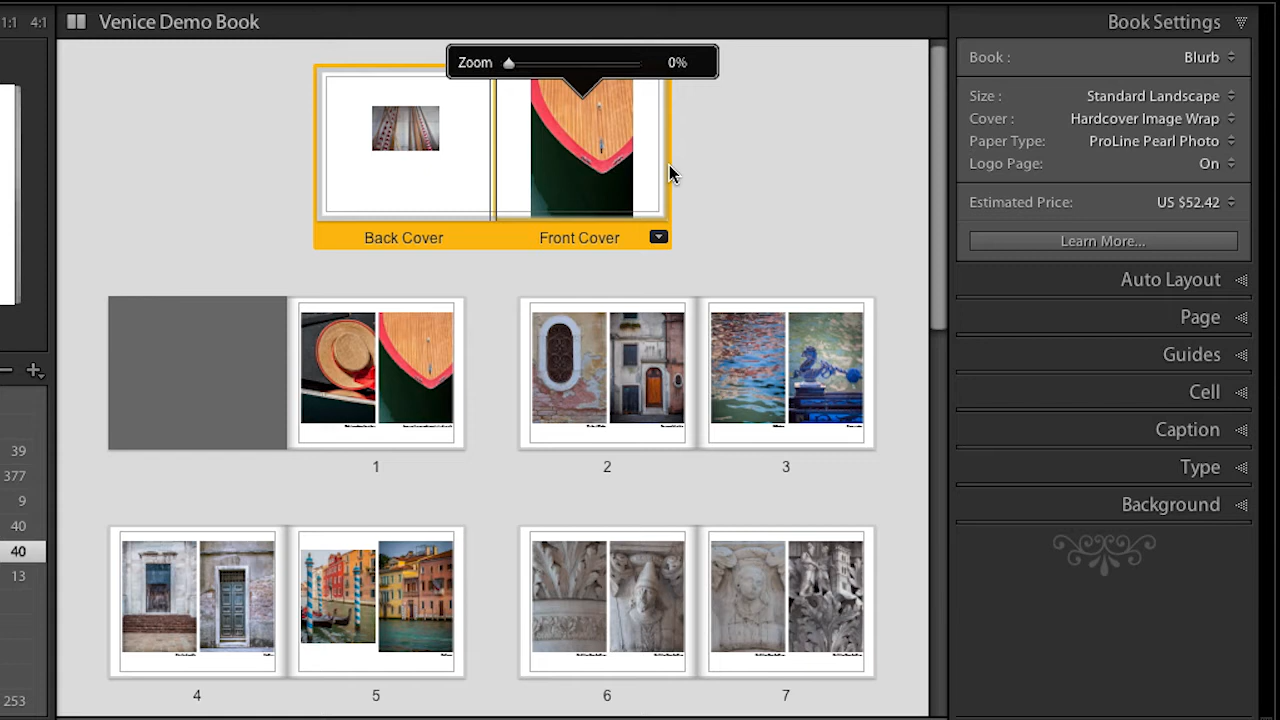 1:1 4:1
Venice Demo Book
Zoom 0%
Back Cover
Front Cover
1
2
3
4
5
6
7
39
377
9
40
40
13
253
Book Settings
Book : Blurb
Size : Standard Landscape
Cover : Hardcover Image Wrap
Paper Type: ProLine Pearl Photo
Logo Page: On
Estimated Price: US $52.42
Learn More...
Auto Layout
Page
Guides
Cell
Caption
Type
Background